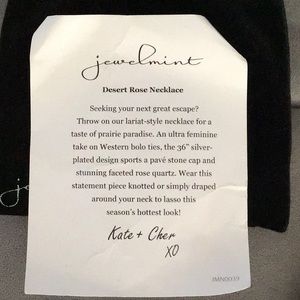 jewelmint
Desert Rose Necklace
Seeking your next great escape?
Throw on our lariat-style necklace for a
taste of prairie paradise. An ultra feminine
take on Western bolo ties, the 36" silver-
plated design sports a pavé stone cap and
stunning faceted rose quartz. Wear this
statement piece knotted or simply draped
around your neck to lasso this
season's hottest look!
Kate + Cher
XO
JMN0039
je